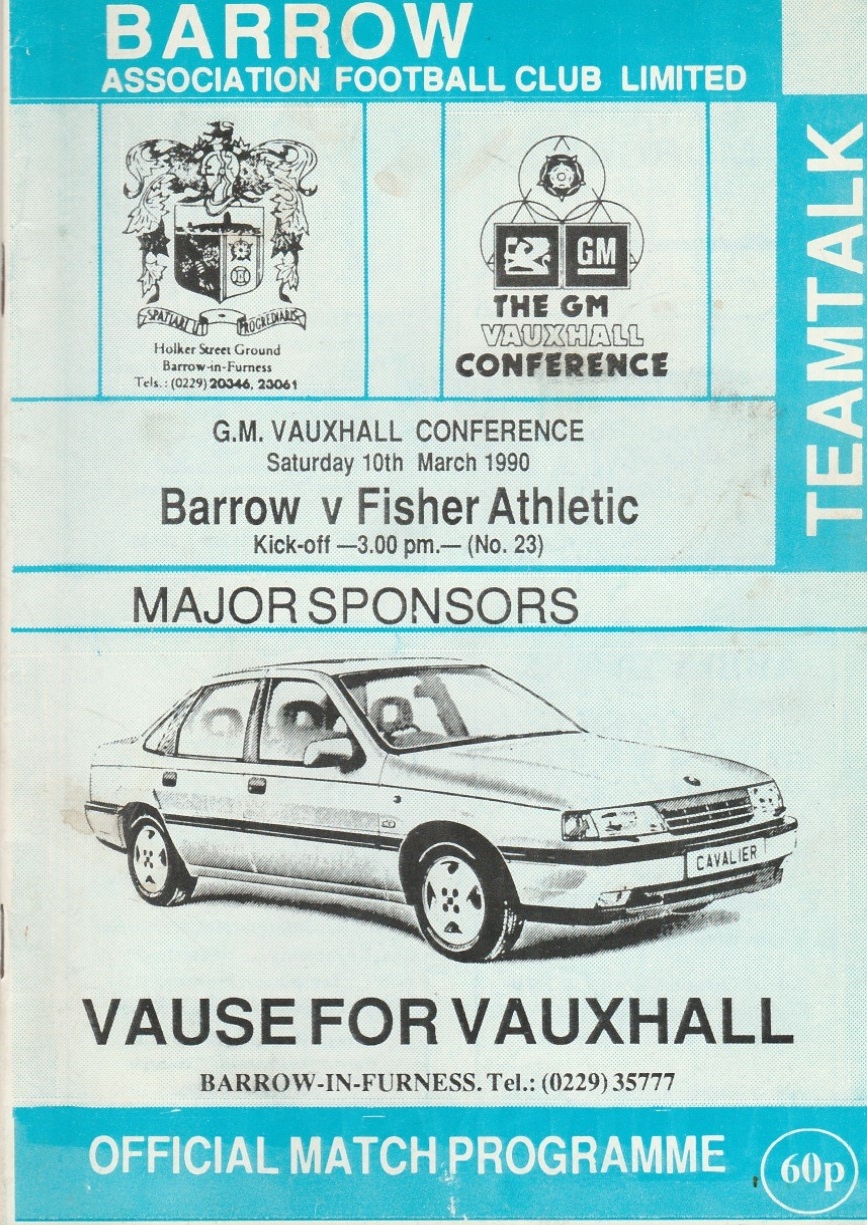 BARROW
ASSOCIATION FOOTBALL CLUB LIMITED
TEAMTALK
SPATIARI - PROGREDIARIS
Holker Street Ground
Barrow-in-Furness
Tels.: (0229) 20346, 23061
GM
THE GM
VAUXHALL
CONFERENCE
G.M. VAUXHALL CONFERENCE
Saturday 10th March 1990
Barrow v Fisher Athletic
Kick-off —3.00 pm.— (No. 23)
MAJOR SPONSORS
CAVALIER
VAUSE FOR VAUXHALL
BARROW-IN-FURNESS. Tel.: (0229) 35777
OFFICIAL MATCH PROGRAMME
60p